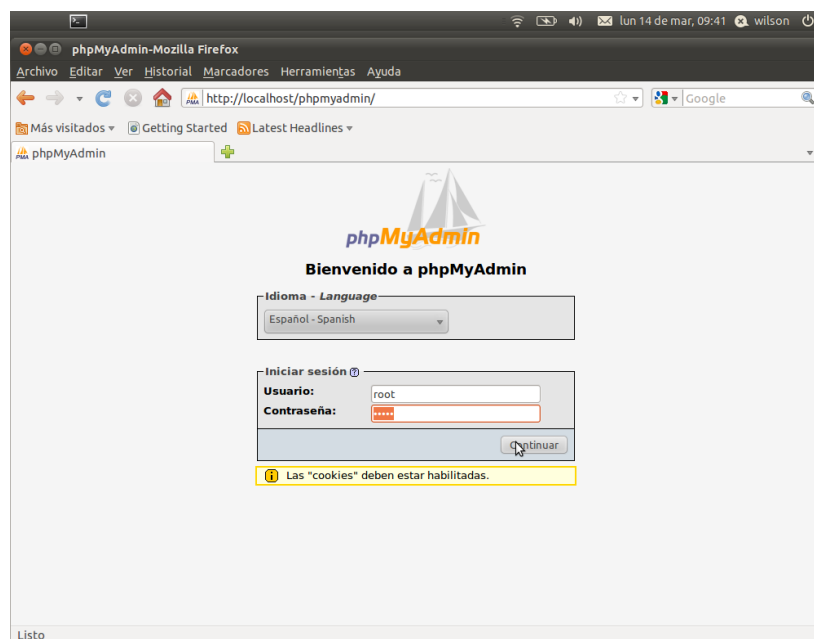 lun 14 de mar, 09:41 wilson
phpMyAdmin-Mozilla Firefox
Archivo Editar Ver Historial Marcadores Herramientas Ayuda
PMA http://localhost/phpmyadmin/ Google
Más visitados Getting Started Latest Headlines
PMA phpMyAdmin
phpMyAdmin
Bienvenido a phpMyAdmin
Idioma - Language
Español - Spanish
Iniciar sesión
Usuario: root
Contraseña: •••••
Continuar
Las "cookies" deben estar habilitadas.
Listo